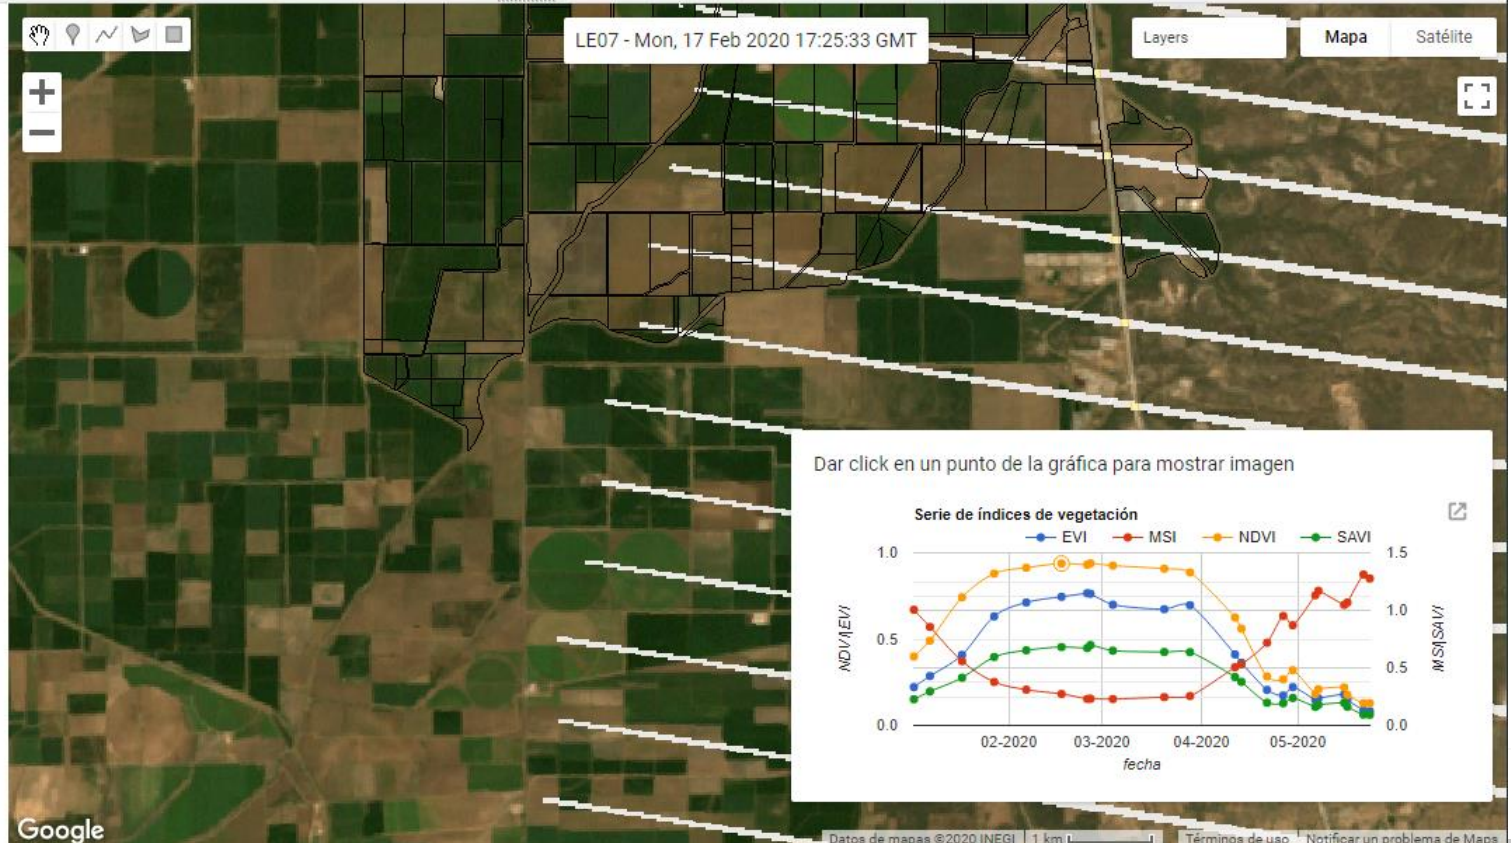 LE07 - Mon, 17 Feb 2020 17:25:33 GMT
Layers
Mapa Satélite
Dar click en un punto de la gráfica para mostrar imagen
Serie de índices de vegetación
EVI MSI NDVI SAVI
1.0 1.5
1.0
0.5
0.5
0.0 0.0
NDVI|EVI
MSI|SAVI
02-2020 03-2020 04-2020 05-2020
fecha
Google
Datos de mapas ©2020 INEGI 1 km Términos de uso Notificar un problema de Maps